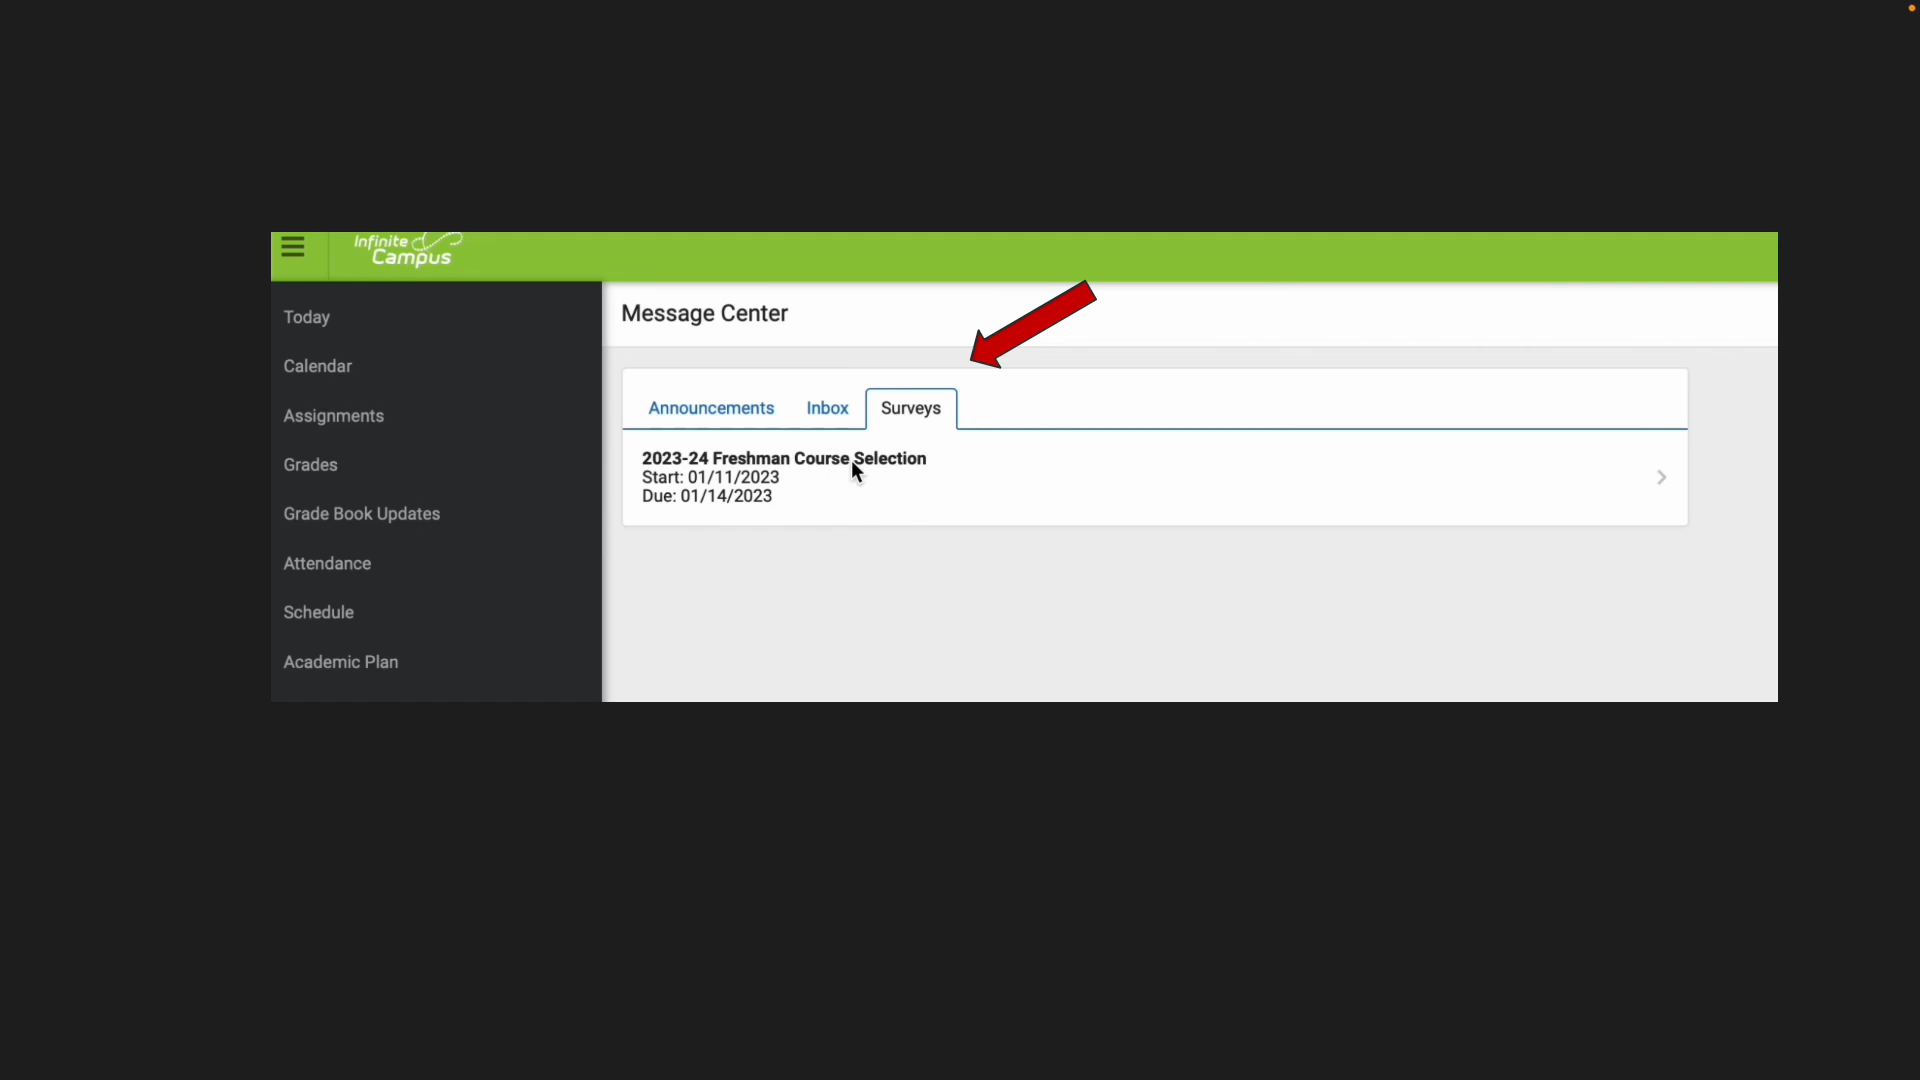 Infinite
Campus
Today
Calendar
Assignments
Grades
Grade Book Updates
Attendance
Schedule
Academic Plan
Message Center
Announcements
Inbox
Surveys
2023-24 Freshman Course Selection
Start: 01/11/2023
Due: 01/14/2023